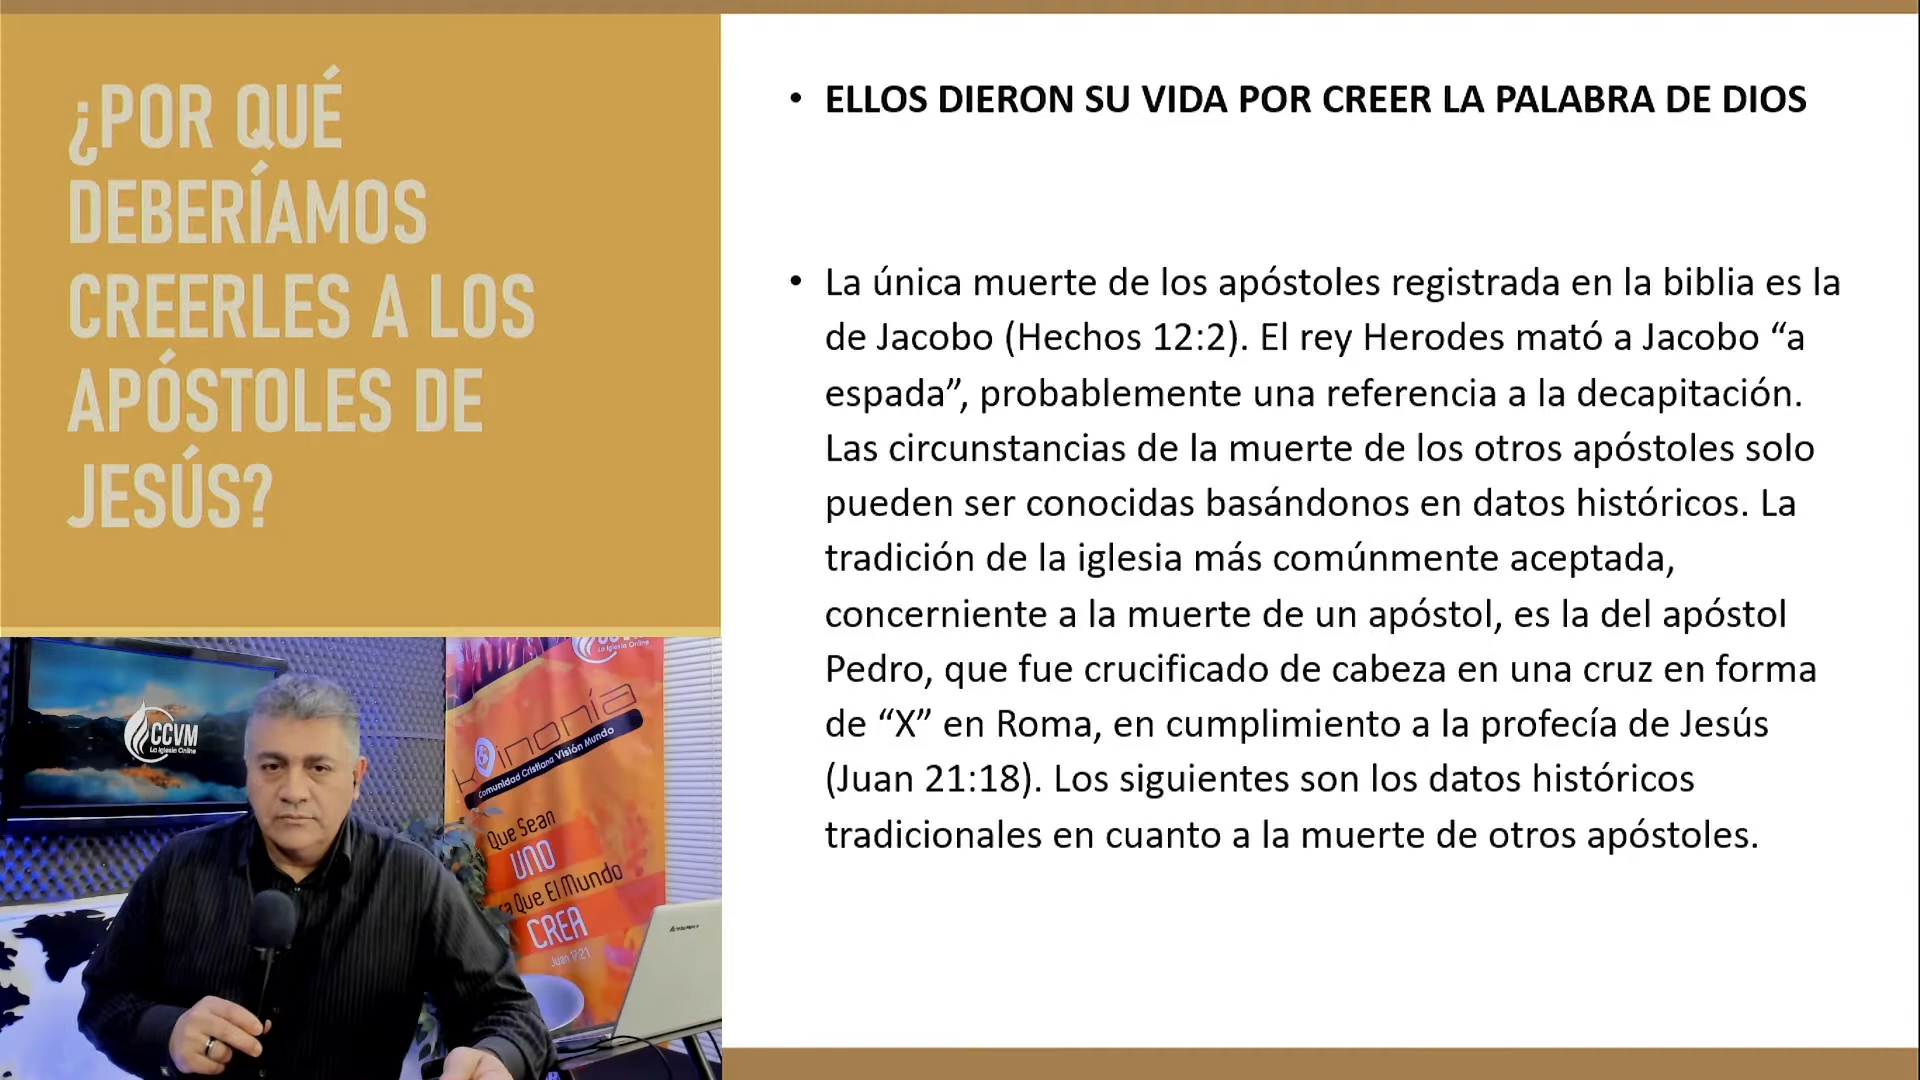 ¿POR QUÉ
DEBERÍAMOS
CREERLES A LOS
APÓSTOLES DE
JESÚS?
• ELLOS DIERON SU VIDA POR CREER LA PALABRA DE DIOS
• La única muerte de los apóstoles registrada en la biblia es la
de Jacobo (Hechos 12:2). El rey Herodes mató a Jacobo “a
espada”, probablemente una referencia a la decapitación.
Las circunstancias de la muerte de los otros apóstoles solo
pueden ser conocidas basándonos en datos históricos. La
tradición de la iglesia más comúnmente aceptada,
concerniente a la muerte de un apóstol, es la del apóstol
Pedro, que fue crucificado de cabeza en una cruz en forma
de “X” en Roma, en cumplimiento a la profecía de Jesús
(Juan 21:18). Los siguientes son los datos históricos
tradicionales en cuanto a la muerte de otros apóstoles.
CCVM
La Iglesia Online
La Iglesia Online
koinonía
Comunidad Cristiana Visión Mundo
Que Sean
UNO
Que El Mundo
CREA
Juan 17:21